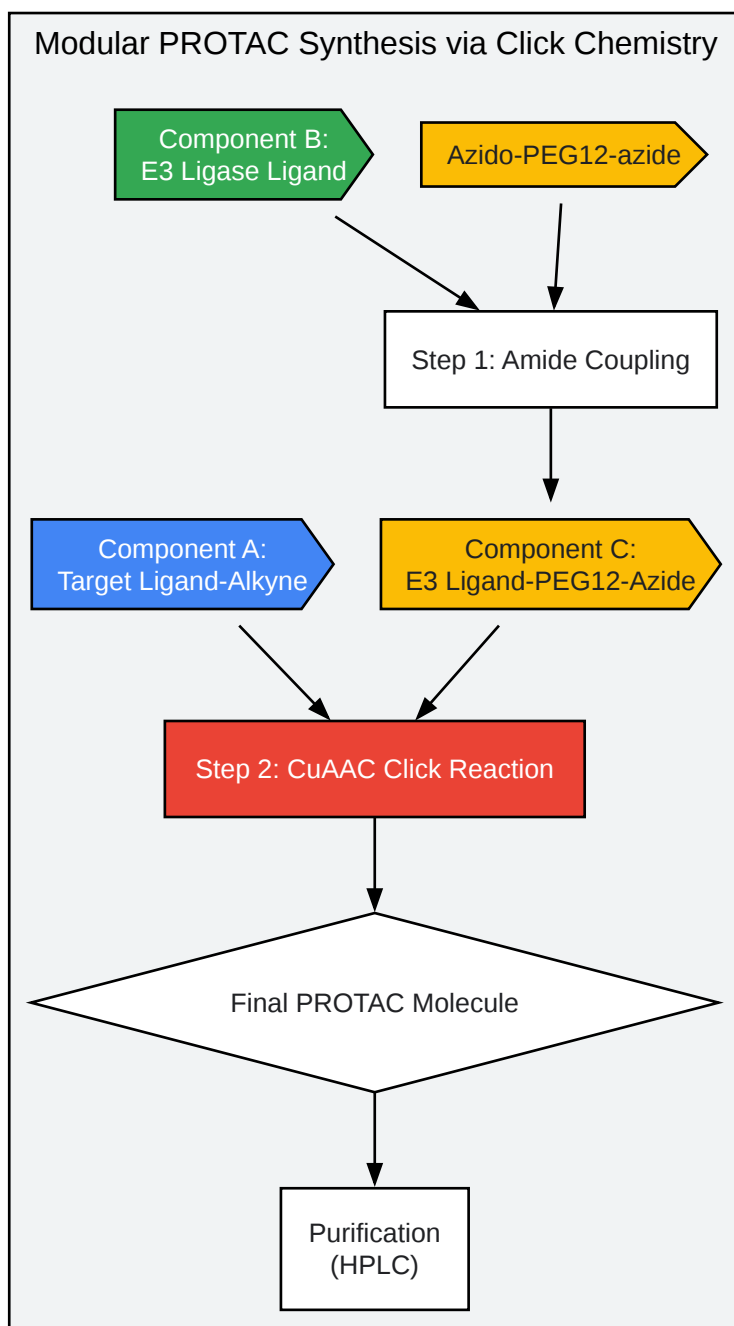 Modular PROTAC Synthesis via Click Chemistry
Component B:
E3 Ligase Ligand
Azido-PEG12-azide
Step 1: Amide Coupling
Component A:
Target Ligand-Alkyne
Component C:
E3 Ligand-PEG12-Azide
Step 2: CuAAC Click Reaction
Final PROTAC Molecule
Purification
(HPLC)